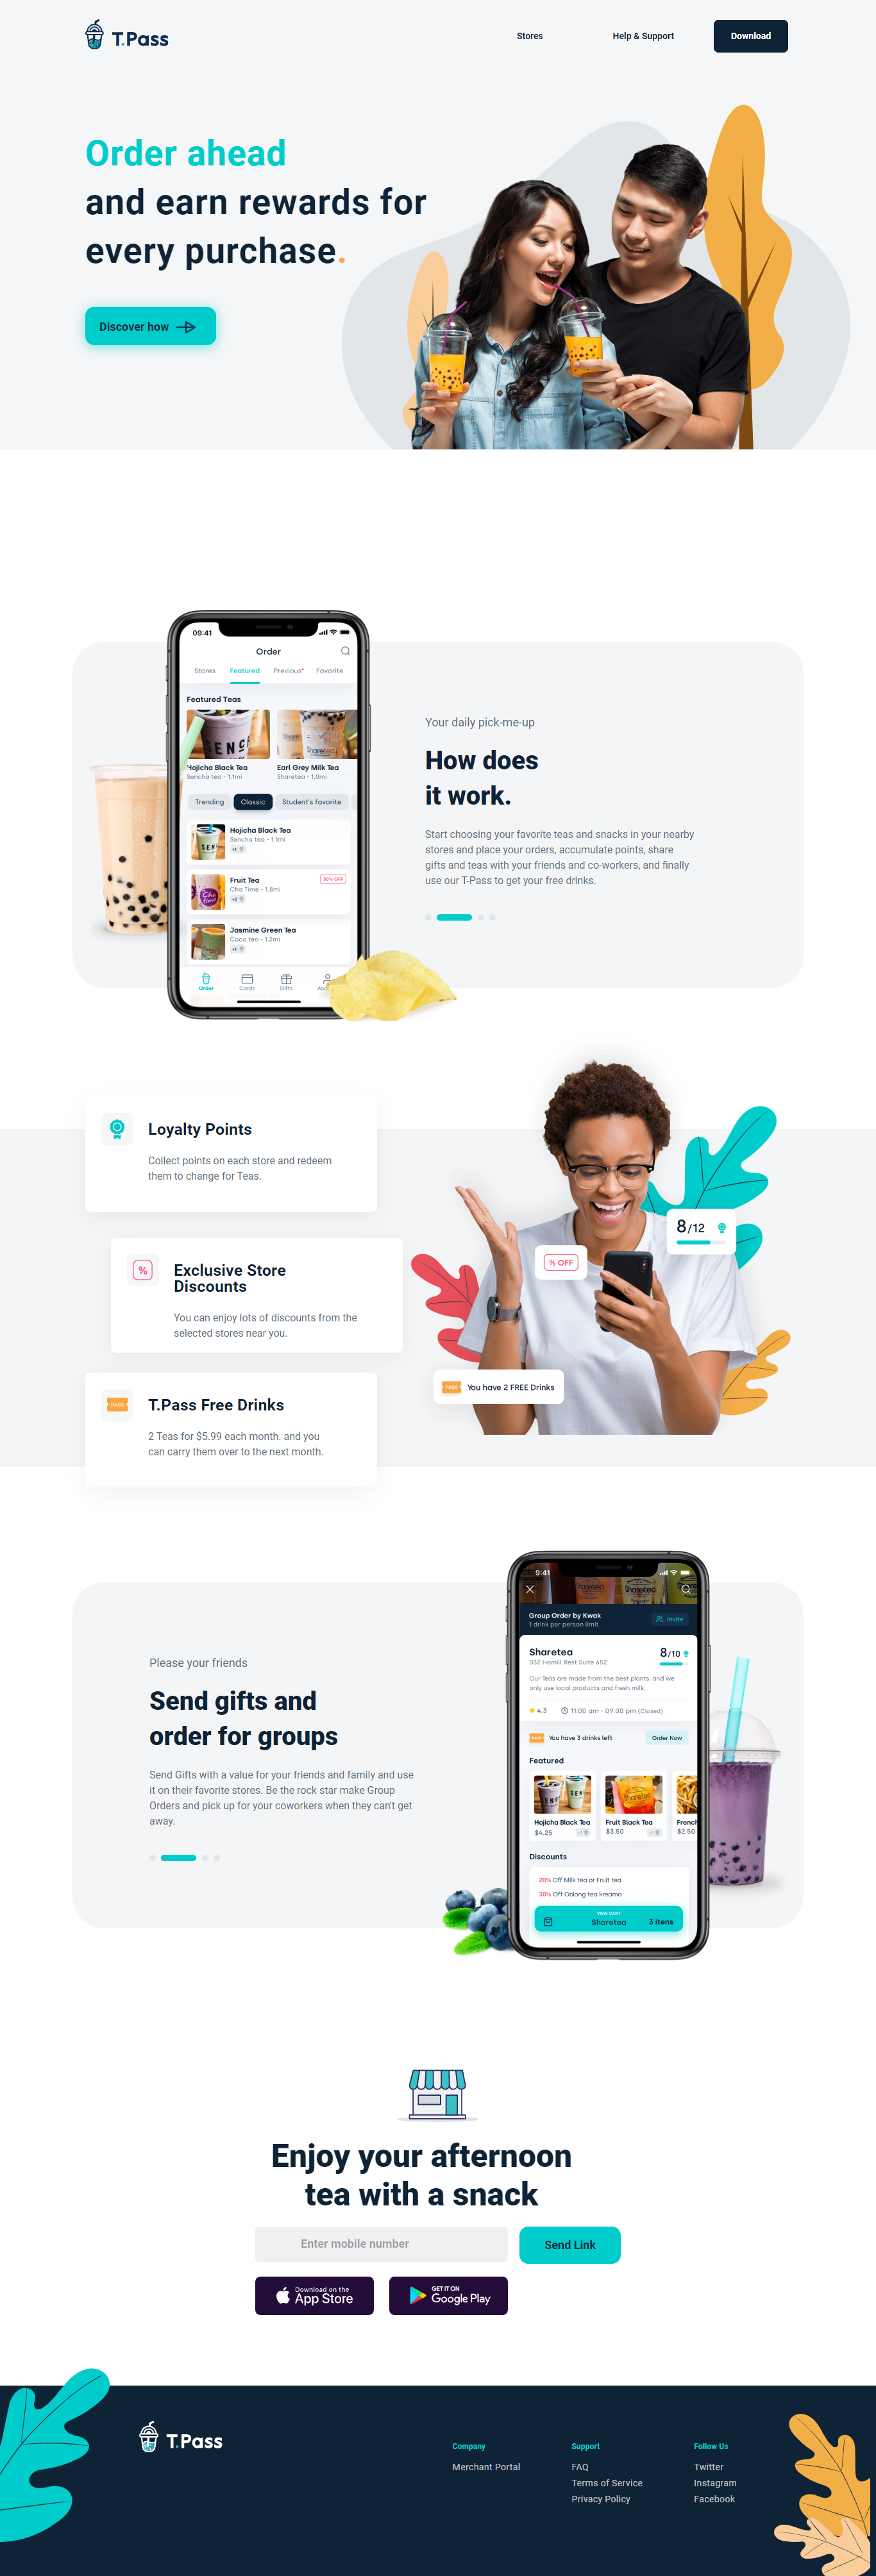 T.Pass
Stores
Help & Support
Download
Order ahead
and earn rewards for
every purchase.
Discover how
09:41
Order
Stores
Featured
Previous*
Favorite
Featured Teas
Hojicha Black Tea
Sencha tea - 1.1mi
Earl Grey Milk Tea
Sharetea - 1.0mi
Trending
Classic
Student's favorite
Hojicha Black Tea
Sencha tea - 1.1mi
Fruit Tea
Cha Time - 1.8mi
30% OFF
Jasmine Green Tea
Coco tea - 1.2mi
Order
Cards
Gifts
Your daily pick-me-up
How does
it work.
Start choosing your favorite teas and snacks in your nearby
stores and place your orders, accumulate points, share
gifts and teas with your friends and co-workers, and finally
use our T-Pass to get your free drinks.
Loyalty Points
Collect points on each store and redeem
them to change for Teas.
Exclusive Store
Discounts
You can enjoy lots of discounts from the
selected stores near you.
T.Pass Free Drinks
2 Teas for $5.99 each month. and you
can carry them over to the next month.
8/12
% OFF
PASS
You have 2 FREE Drinks
Please your friends
Send gifts and
order for groups
Send Gifts with a value for your friends and family and use
it on their favorite stores. Be the rock star make Group
Orders and pick up for your coworkers when they can't get
away.
9:41
Group Order by Kwak
1 drink per person limit
Invite
Sharetea
032 Hamill Rest Suite 652
8/10
Our Teas are made from the best plants. and we
only use local products and fresh milk.
4.3
11:00 am - 09:00 pm (Closed)
You have 3 drinks left
Order Now
Featured
Hojicha Black Tea
$4.25
Fruit Black Tea
$3.50
French
$2.50
Discounts
20% Off Milk tea or Fruit tea
30% Off Oolong tea kreama
VIEW CART
Sharetea
3 itens
Enjoy your afternoon
tea with a snack
Enter mobile number
Send Link
Download on the
App Store
GET IT ON
Google Play
T.Pass
Company
Merchant Portal
Support
FAQ
Terms of Service
Privacy Policy
Follow Us
Twitter
Instagram
Facebook